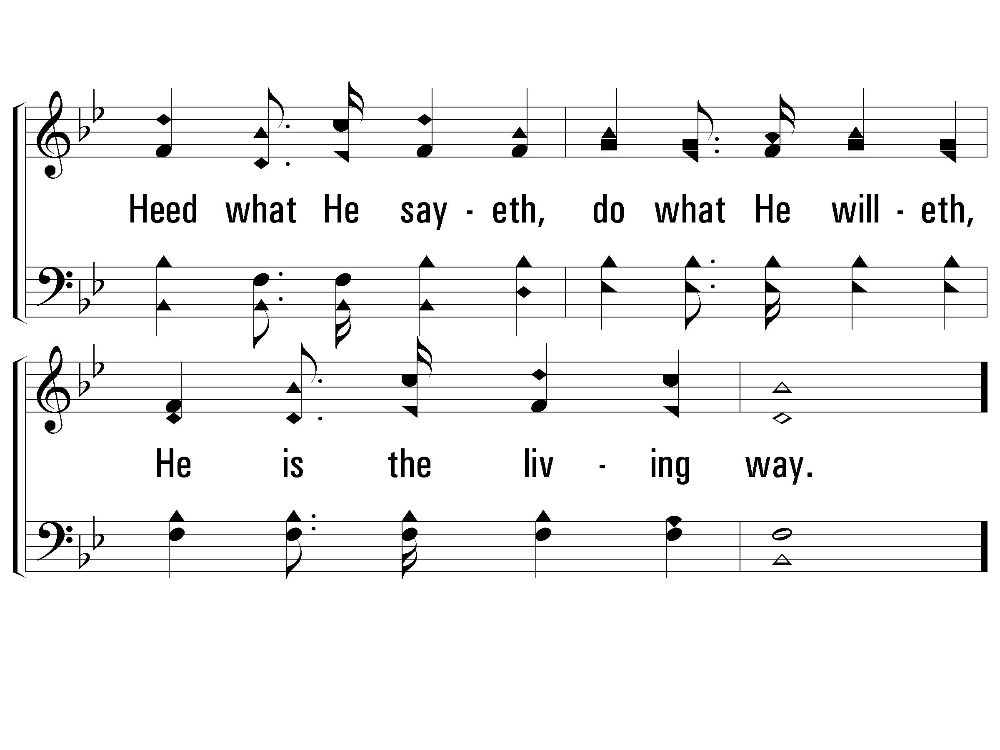 Heed what He say - eth, do what He will - eth,
He is the liv - ing way.